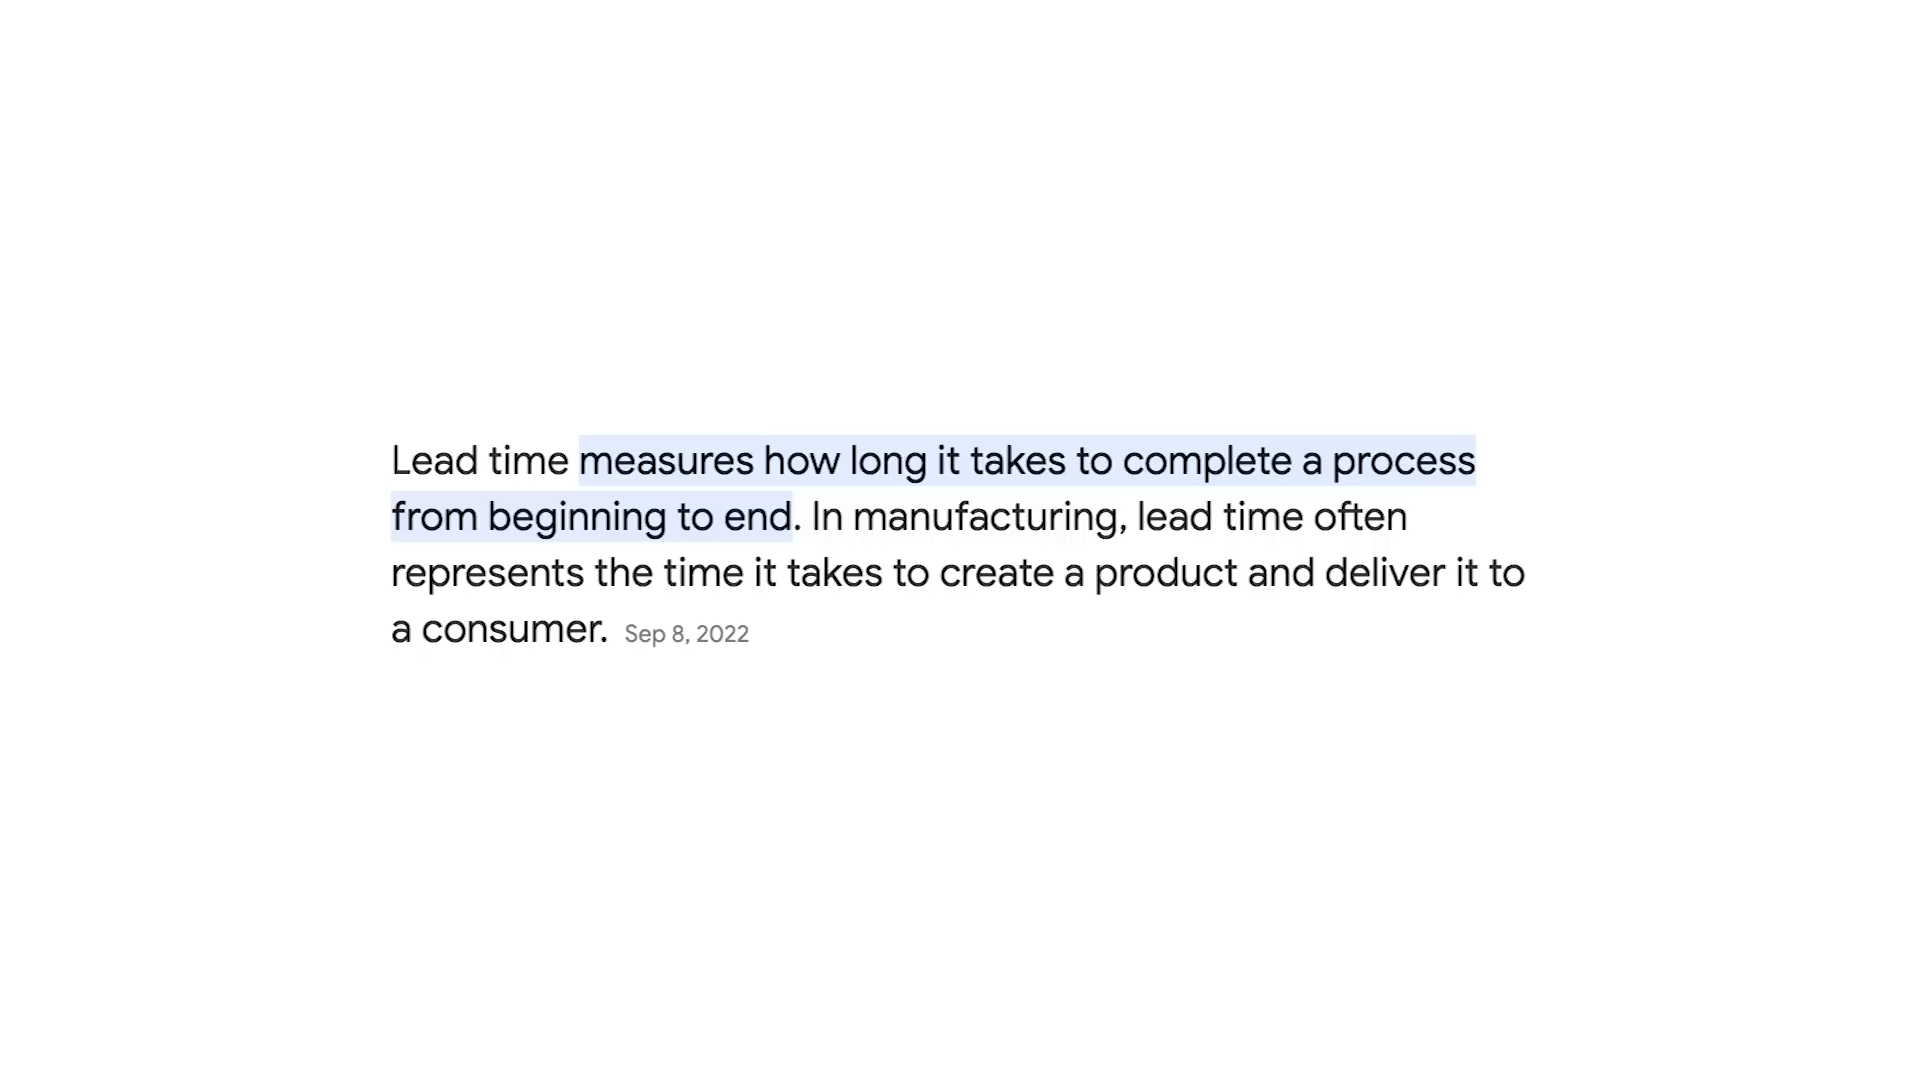 Lead time measures how long it takes to complete a process
from beginning to end. In manufacturing, lead time often
represents the time it takes to create a product and deliver it to
a consumer. Sep 8, 2022